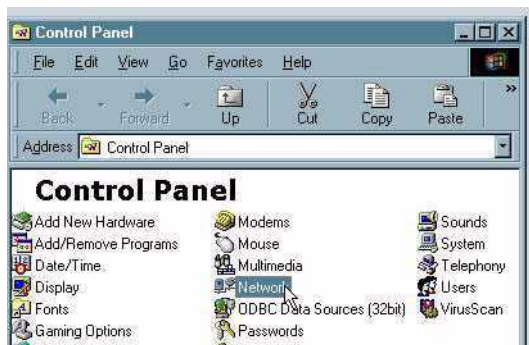 Control Panel
File Edit View Go Favorites Help
Back Forward Up Cut Copy Paste »
Address Control Panel
Control Panel
Add New Hardware Modems Sounds
Add/Remove Programs Mouse System
Date/Time Multimedia Telephony
Display Network Users
Fonts ODBC Data Sources (32bit) VirusScan
Gaming Options Passwords